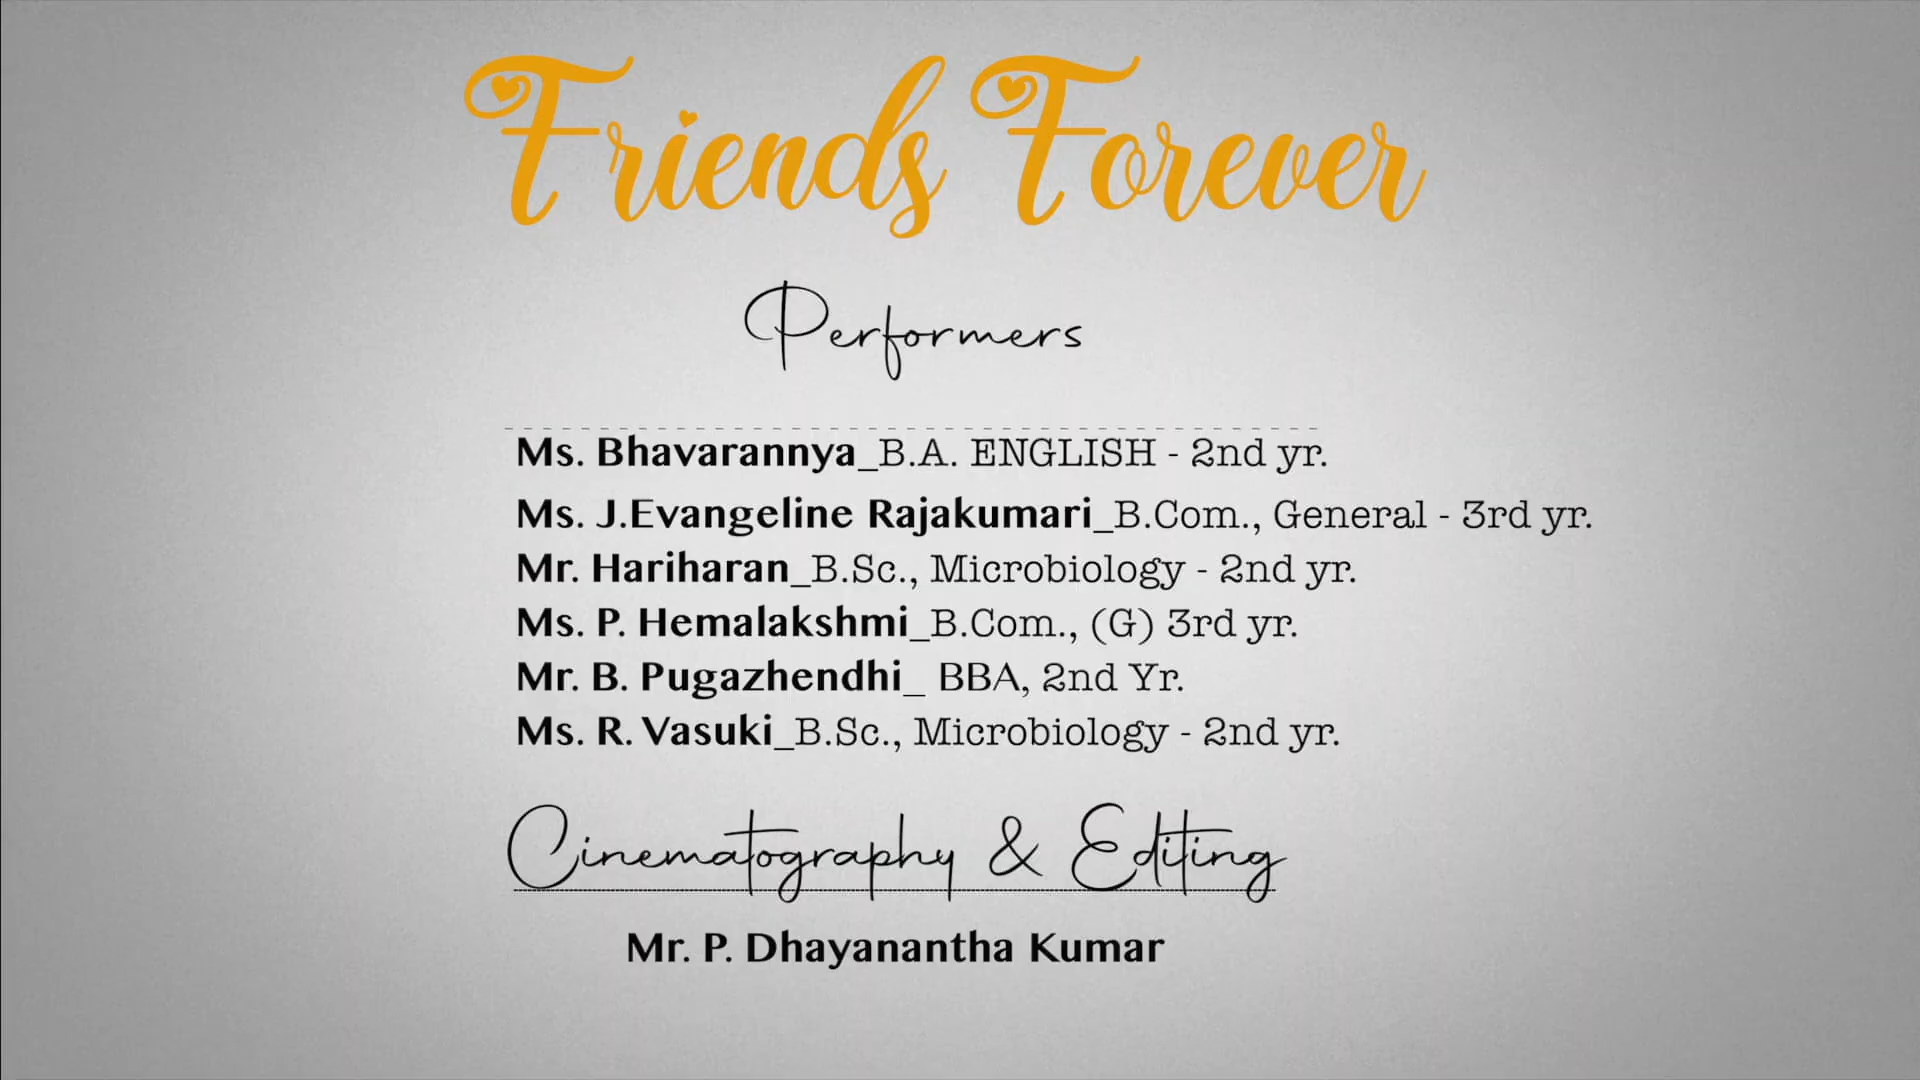 Friends Forever
Performers
Ms. Bhavarannya_B.A. ENGLISH - 2nd yr.
Ms. J.Evangeline Rajakumari_B.Com., General - 3rd yr.
Mr. Hariharan_B.Sc., Microbiology - 2nd yr.
Ms. P. Hemalakshmi_B.Com., (G) 3rd yr.
Mr. B. Pugazhendhi_ BBA, 2nd Yr.
Ms. R. Vasuki_B.Sc., Microbiology - 2nd yr.
Cinematography & Editing
Mr. P. Dhayanantha Kumar